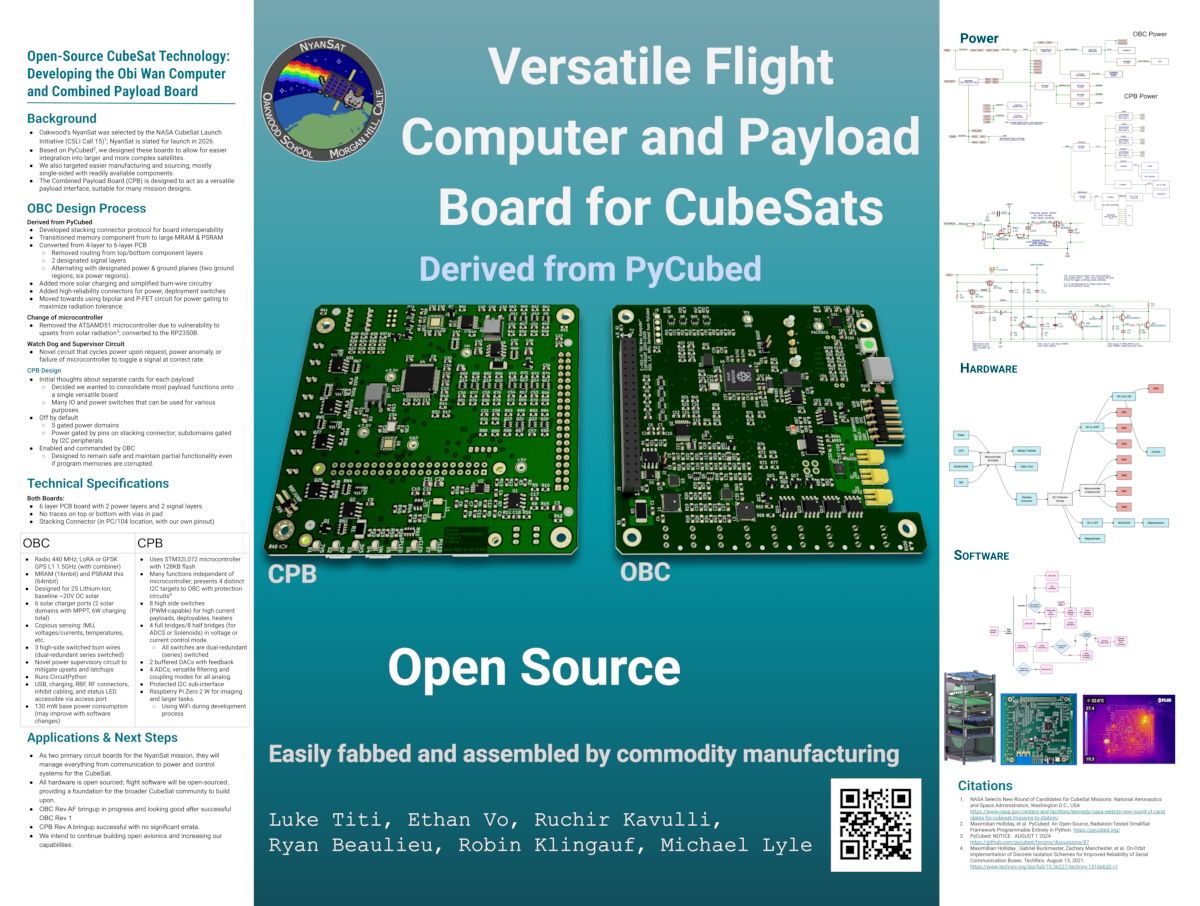 Open-Source CubeSat Technology:
Developing the Obi Wan Computer
and Combined Payload Board
Background
● Oakwood's NyanSat was selected by the NASA CubeSat Launch
Initiative (CSLI Call 15)¹; NyanSat is slated for launch in 2026.
● Based on PyCubed², we designed these boards to allow for easier
integration into larger and more complex satellites.
● We also targeted easier manufacturing and sourcing; mostly
single-sided with readily available components.
● The Combined Payload Board (CPB) is designed to act as a versatile
payload interface, suitable for many mission designs.
OBC Design Process
Derived from PyCubed
● Developed stacking connector protocol for board interoperability
● Transitioned memory component from to large MRAM & PSRAM
● Converted from 4-layer to 6-layer PCB
○ Removed routing from top/bottom component layers
○ 2 designated signal layers
○ Alternating with designated power & ground planes (two ground
regions, six power regions).
● Added more solar charging and simplified burn-wire circuitry
● Added high-reliability connectors for power, deployment switches
● Moved towards using bipolar and P-FET circuit for power gating to
maximize radiation tolerance
Change of microcontroller
● Removed the ATSAMD51 microcontroller due to vulnerability to
upsets from solar radiation³, converted to the RP2350B.
Watch Dog and Supervisor Circuit
● Novel circuit that cycles power upon request, power anomaly, or
failure of microcontroller to toggle a signal at correct rate.
CPB Design
● Initial thoughts about separate cards for each payload
○ Decided we wanted to consolidate most payload functions onto
a single versatile board
○ Many IO and power switches that can be used for various
purposes
● Off by default
○ 5 gated power domains
○ Power gated by pins on stacking connector; subdomains gated
by I2C peripherals
● Enabled and commanded by OBC
○ Designed to remain safe and maintain partial functionality even
if program memories are corrupted.
Technical Specifications
Both Boards:
● 6 layer PCB board with 2 power layers and 2 signal layers
● No traces on top or bottom with vias in pad
● Stacking Connector (in PC/104 location, with our own pinout)
OBC
● Radio 440 MHz; LoRA or GFSK
GPS L1 1.5GHz (with combiner)
● MRAM (16mbit) and PSRAM this
(64mbit)
● Designed for 2S Lithium-Ion;
baseline ~20V OC solar
● 6 solar charger ports (2 solar
domains with MPPT, 6W charging
total)
● Copious sensing: IMU,
voltages/currents, temperatures,
etc.
● 3 high-side switched burn wires
(dual-redundant series switched)
● Novel power supervisory circuit to
mitigate upsets and latchups
● Runs CircuitPython
● USB, charging, RBF, RF connectors,
inhibit cabling, and status LED
accessible via access port
● 130 mW base power consumption
(may improve with software
changes)
CPB
● Uses STM32L072 microcontroller
with 128KB flash
● Many functions independent of
microcontroller; presents 4 distinct
I2C targets to OBC with protection
circuits⁴
● 8 high side switches
(PWM-capable) for high current
payloads, deployables, heaters
● 4 full bridges/8 half bridges (for
ADCS or Solenoids) in voltage or
current control mode.
○ All switches are dual-redundant
(series) switched
● 2 buffered DACs with feedback
● 4 ADCs; versatile filtering and
coupling modes for all analog.
● Protected I2C sub-interface
● Raspberry Pi Zero 2 W for imaging
and larger tasks.
○ Using WiFi during development
process
Applications & Next Steps
● As two primary circuit boards for the NyanSat mission, they will
manage everything from communication to power and control
systems for the CubeSat.
● All hardware is open sourced; flight software will be open-sourced,
providing a foundation for the broader CubeSat community to build
upon.
● OBC Rev AF bringup in progress and looking good after successful
OBC Rev 1
● CPB Rev A bringup successful with no significant errata.
● We intend to continue building open avionics and increasing our
capabilities.
NyanSat
Oakwood School Morgan Hill Calif.
Versatile Flight
Computer and Payload
Board for CubeSats
Derived from PyCubed
CPB
OBC
Open Source
Easily fabbed and assembled by commodity manufacturing
Luke Titi, Ethan Vo, Ruchir Kavulli,
Ryan Beaulieu, Robin Klingauf, Michael Lyle
Power
OBC Power
CPB Power
Hardware
Software
22.5°C
27.4
Citations
1. NASA Selects New Round of Candidates for CubeSat Missions. National Aeronautics
and Space Administration, Washington D.C., USA
https://www.nasa.gov/centers-and-facilities/kennedy/nasa-selects-new-round-of-cand
idates-for-cubesat-missions-to-station/
2. Maximilian Holliday, et al. PyCubed: An Open-Source, Radiation-Tested SmallSat
Framework Programmable Entirely in Python. https://pycubed.org/
3. PyCubed: NOTICE - AUGUST 1 2024
https://github.com/pycubed/forums/discussions/87
4. Maximillian Holliday , Gabriel Buckmaster, Zachary Manchester, et al. On-Orbit
Implementation of Discrete Isolation Schemes for Improved Reliability of Serial
Communication Buses. TechRxiv. August 13, 2021.
https://www.techrxiv.org/doi/full/10.36227/techrxiv.15166620.v1